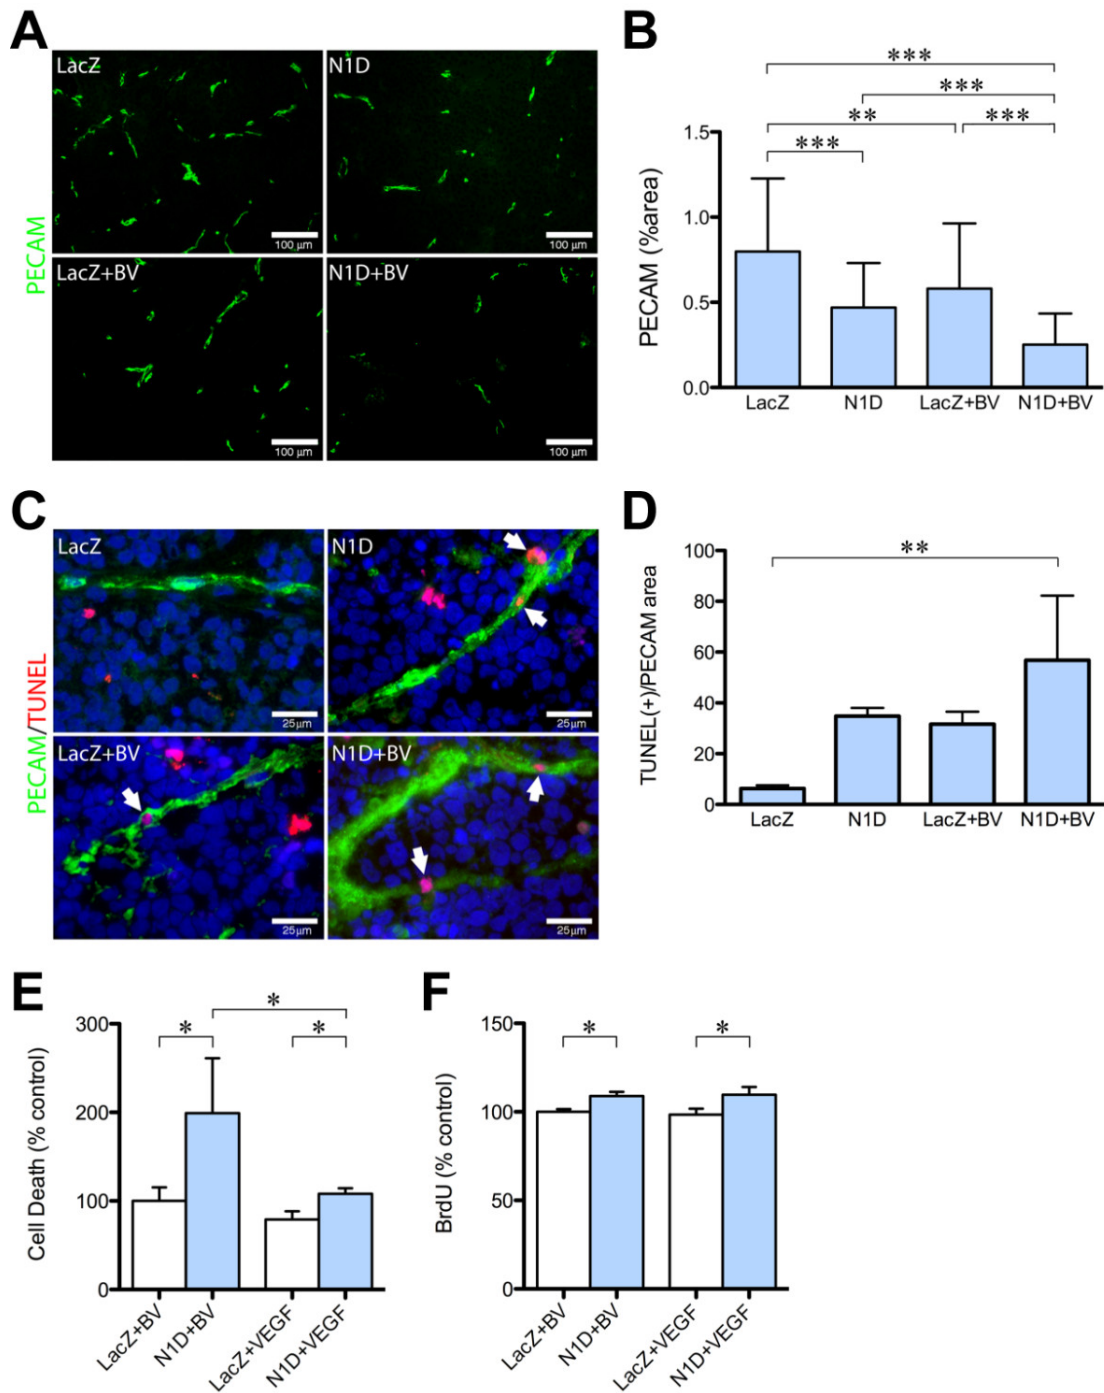 A
LacZ
N1D
100 µm
100 µm
LacZ+BV
N1D+BV
100 µm
100 µm
PECAM
B
***
***
**
***
***
1.5
1.0
0.5
0.0
PECAM (%area)
LacZ
N1D
LacZ+BV
N1D+BV
C
LacZ
N1D
25µm
25µm
LacZ+BV
N1D+BV
25µm
25µm
PECAM/TUNEL
D
**
100
80
60
40
20
0
TUNEL(+)/PECAM area
LacZ
N1D
LacZ+BV
N1D+BV
E
*
*
*
300
200
100
0
Cell Death (% control)
LacZ+BV
N1D+BV
LacZ+VEGF
N1D+VEGF
F
*
*
150
100
50
0
BrdU (% control)
LacZ+BV
N1D+BV
LacZ+VEGF
N1D+VEGF